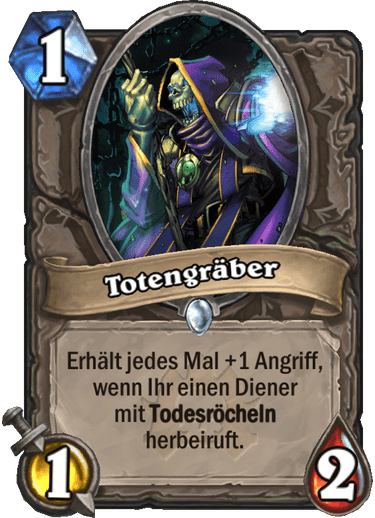 1
Totengräber
Erhält jedes Mal +1 Angriff,
wenn Ihr einen Diener
mit Todesröcheln
herbeiruft.
1
2